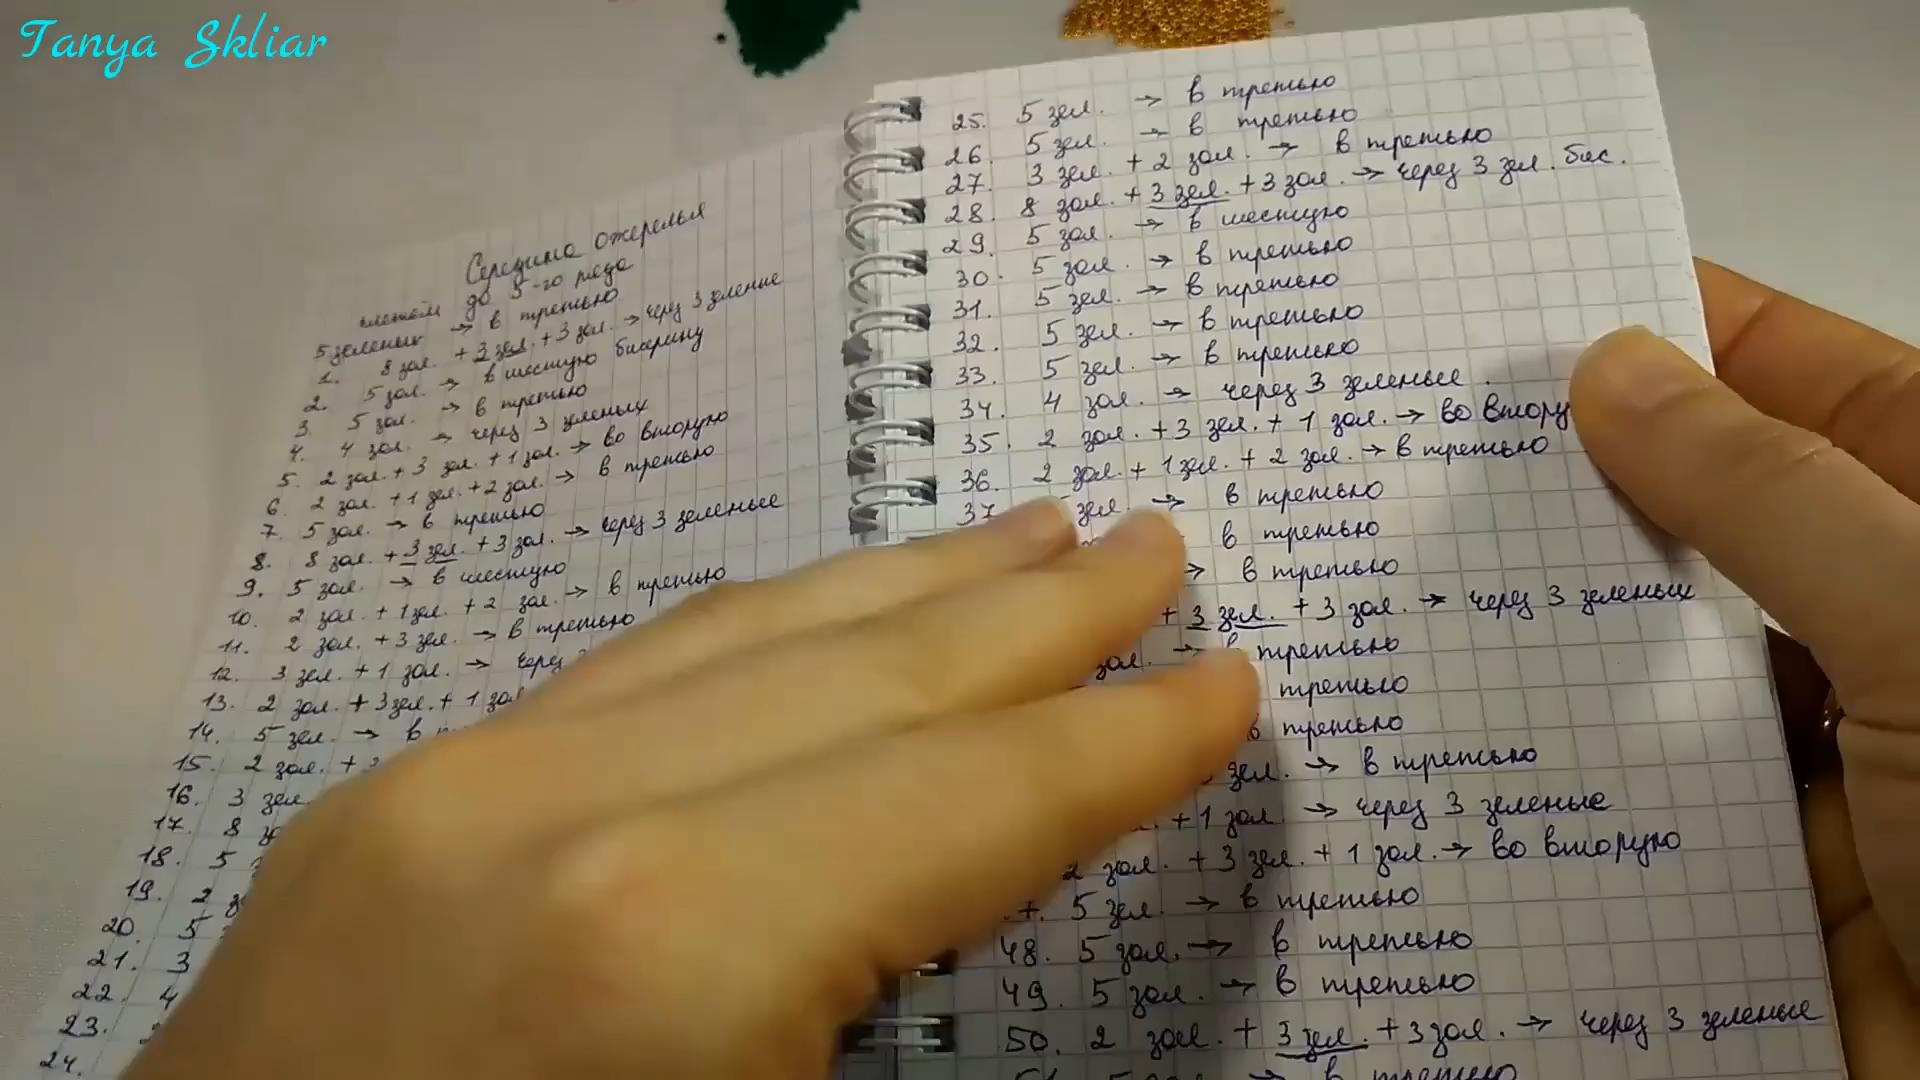 Tanya Skliar
Середина ожерелья
плетём до 5-го ряда
5 зеленых → в третью
1. 8 зол. + 3 зел. + 3 зол. → через 3 зеленые
2. 5 зол. → в шестую бисерину
3. 5 зол. → в третью
4. 4 зол. → через 3 зеленых
5. 2 зол. + 3 зол. + 1 зол. → во вторую
6. 2 зол. + 1 зел. + 2 зол. → в третью
7. 5 зол. → в третью
8. 8 зол. + 3 зел. + 3 зол. → через 3 зеленые
9. 5 зол. → в шестую
10. 2 зол. + 1 зел. + 2 зол. → в третью
11. 2 зол. + 3 зел. → в третью
12. 3 зел. + 1 зол. → через
13. 2 зол. + 3 зел. + 1 зол
14. 5 зел. → в
15. 2 зол. +
16. 3 зел.
17. 8
18. 5
19. 2
20. 5
21. 3
22. 4
23.
24.
25. 5 зел. → в третью
26. 5 зел. → в третью
27. 3 зел. + 2 зол. → в третью
28. 8 зол. + 3 зел. + 3 зол. → через 3 зел. бис.
29. 5 зол. → в шестую
30. 5 зол. → в третью
31. 5 зел. → в третью
32. 5 зел. → в третью
33. 5 зел. → в третью
34. 4 зол. → через 3 зеленые.
35. 2 зол. + 3 зел. + 1 зол. → во втору
36. 2 зол. + 1 зел. + 2 зол. → в третью
37 5 зел. → в третью
в третью
→ в третью
+ 3 зел. + 3 зол. → через 3 зеленых
зол. → в третью
третью
в третью
зел. → в третью
+ 1 зол. → через 3 зеленые
2 зол. + 3 зел. + 1 зол. → во вторую
5 зел. → в третью
48. 5 зол. → в третью
49. 5 зол. → в третью
50. 2 зол. + 3 зел. + 3 зол. → через 3 зеленые
→ в третью